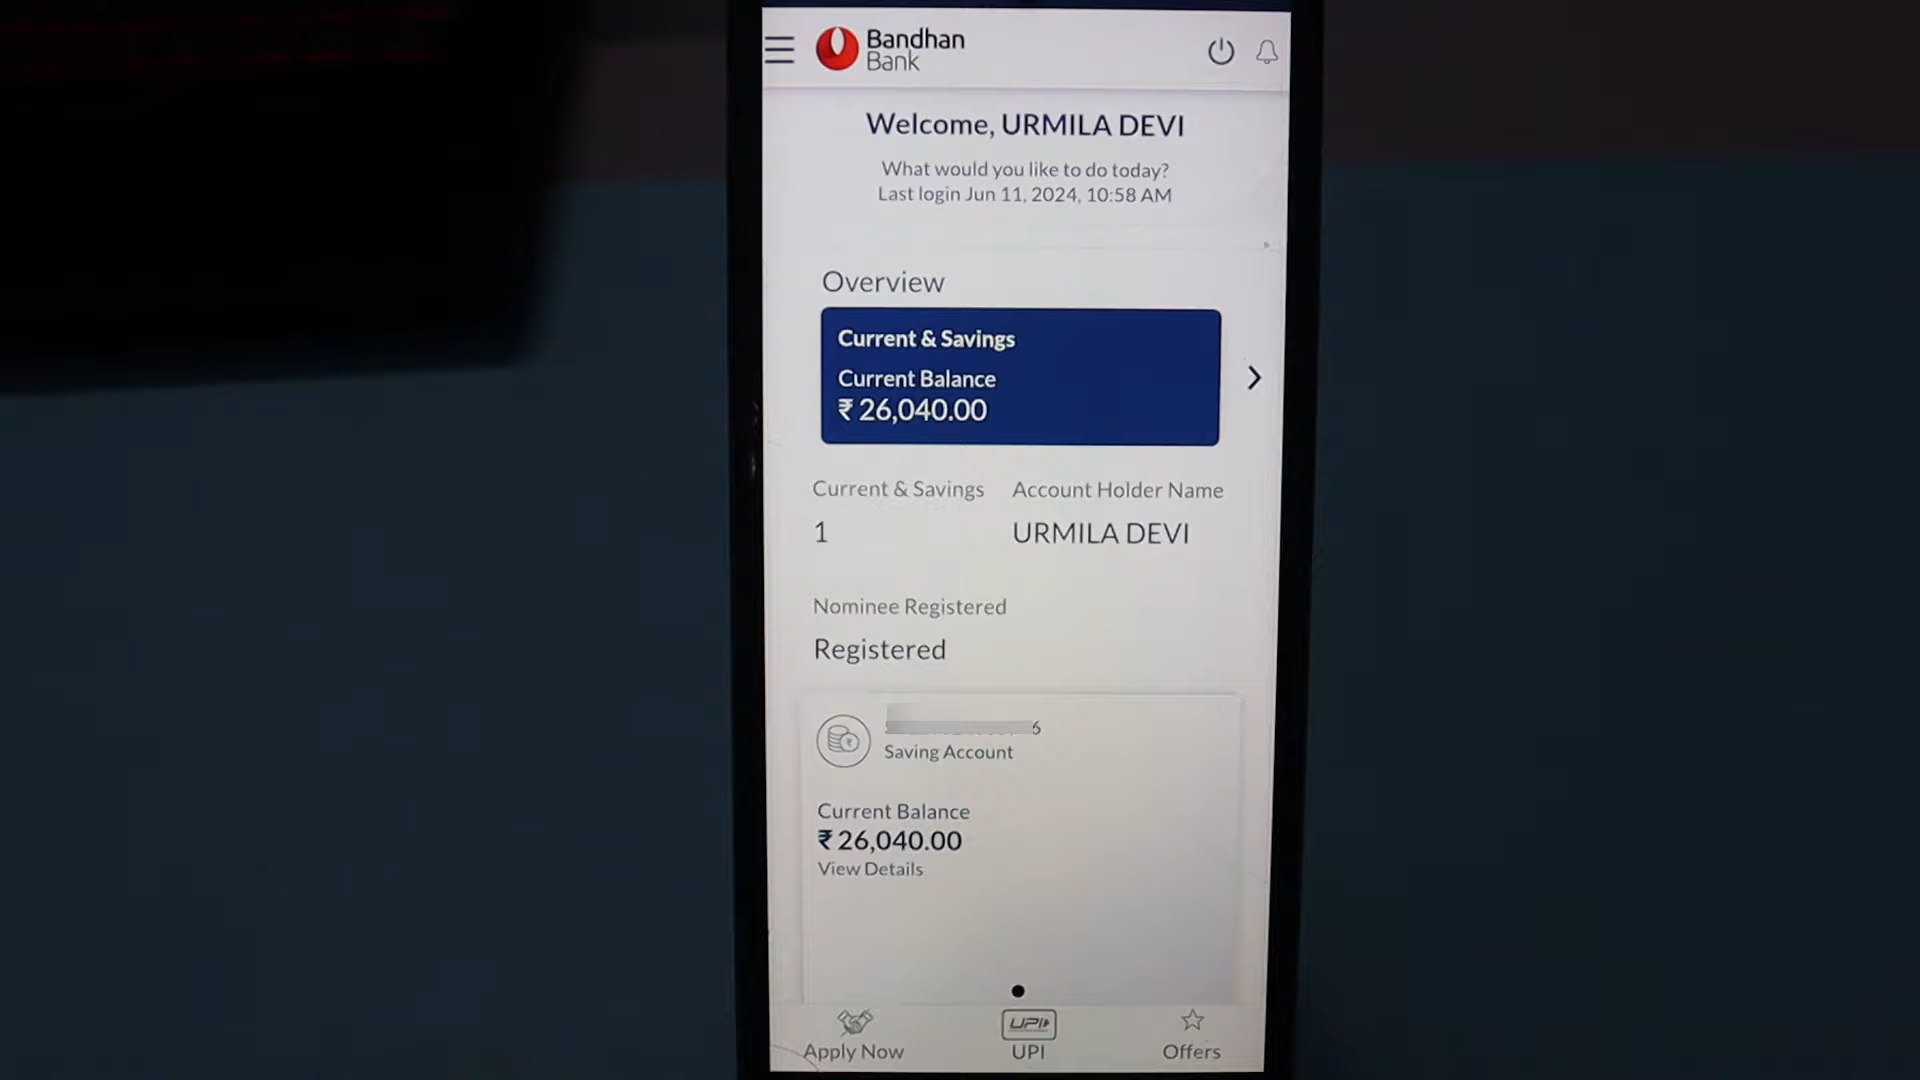 Bandhan
Bank
Welcome, URMILA DEVI
What would you like to do today?
Last login Jun 11, 2024, 10:58 AM
Overview
Current & Savings
Current Balance
₹ 26,040.00
Current & Savings Account Holder Name
1 URMILA DEVI
Nominee Registered
Registered
6
Saving Account
Current Balance
₹ 26,040.00
View Details
UPI
Apply Now UPI Offers